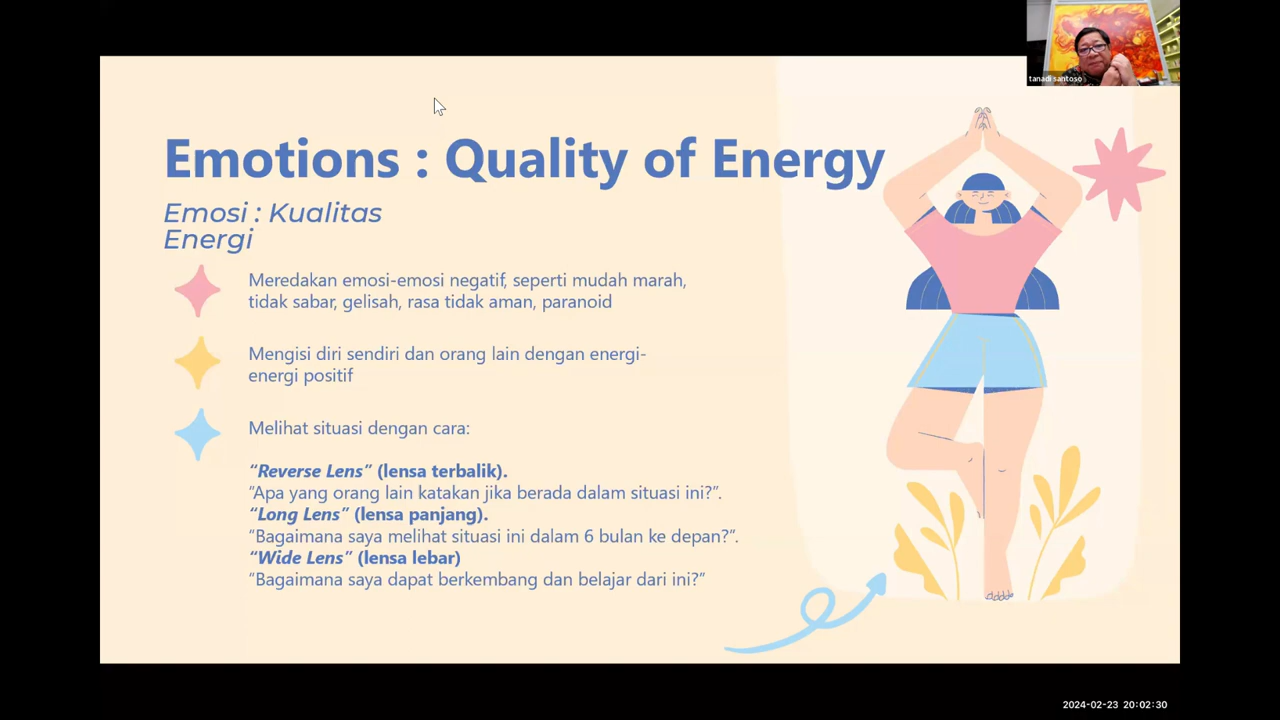 tanadi santoso
Emotions : Quality of Energy
Emosi : Kualitas
Energi
Meredakan emosi-emosi negatif, seperti mudah marah,
tidak sabar, gelisah, rasa tidak aman, paranoid
Mengisi diri sendiri dan orang lain dengan energi-
energi positif
Melihat situasi dengan cara:
“Reverse Lens” (lensa terbalik).
“Apa yang orang lain katakan jika berada dalam situasi ini?”.
“Long Lens” (lensa panjang).
“Bagaimana saya melihat situasi ini dalam 6 bulan ke depan?”.
“Wide Lens” (lensa lebar)
“Bagaimana saya dapat berkembang dan belajar dari ini?”
2024-02-23 20:02:30